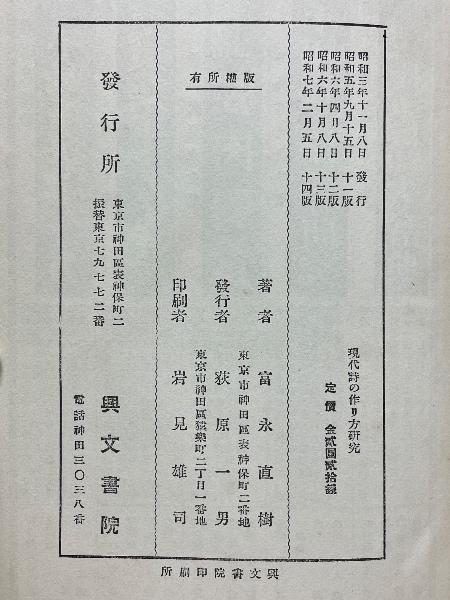 昭和三年十一月八日 發行
昭和五年九月十五日 十一版
昭和六年四月八日 十二版
昭和六年十月八日 十三版
昭和七年二月五日 十四版
現代詩の作り方研究
定價 金貳圓貳拾錢
版權所有
著者 富永直樹
東京市神田區表神保町二番地
發行者 荻原一男
東京市神田區猿樂町二丁目一番地
印刷者 岩見雄司
發行所
東京市神田區表神保町二
振替東京七九七七二番
興文書院
電話神田三〇三八番
興文書院印刷所